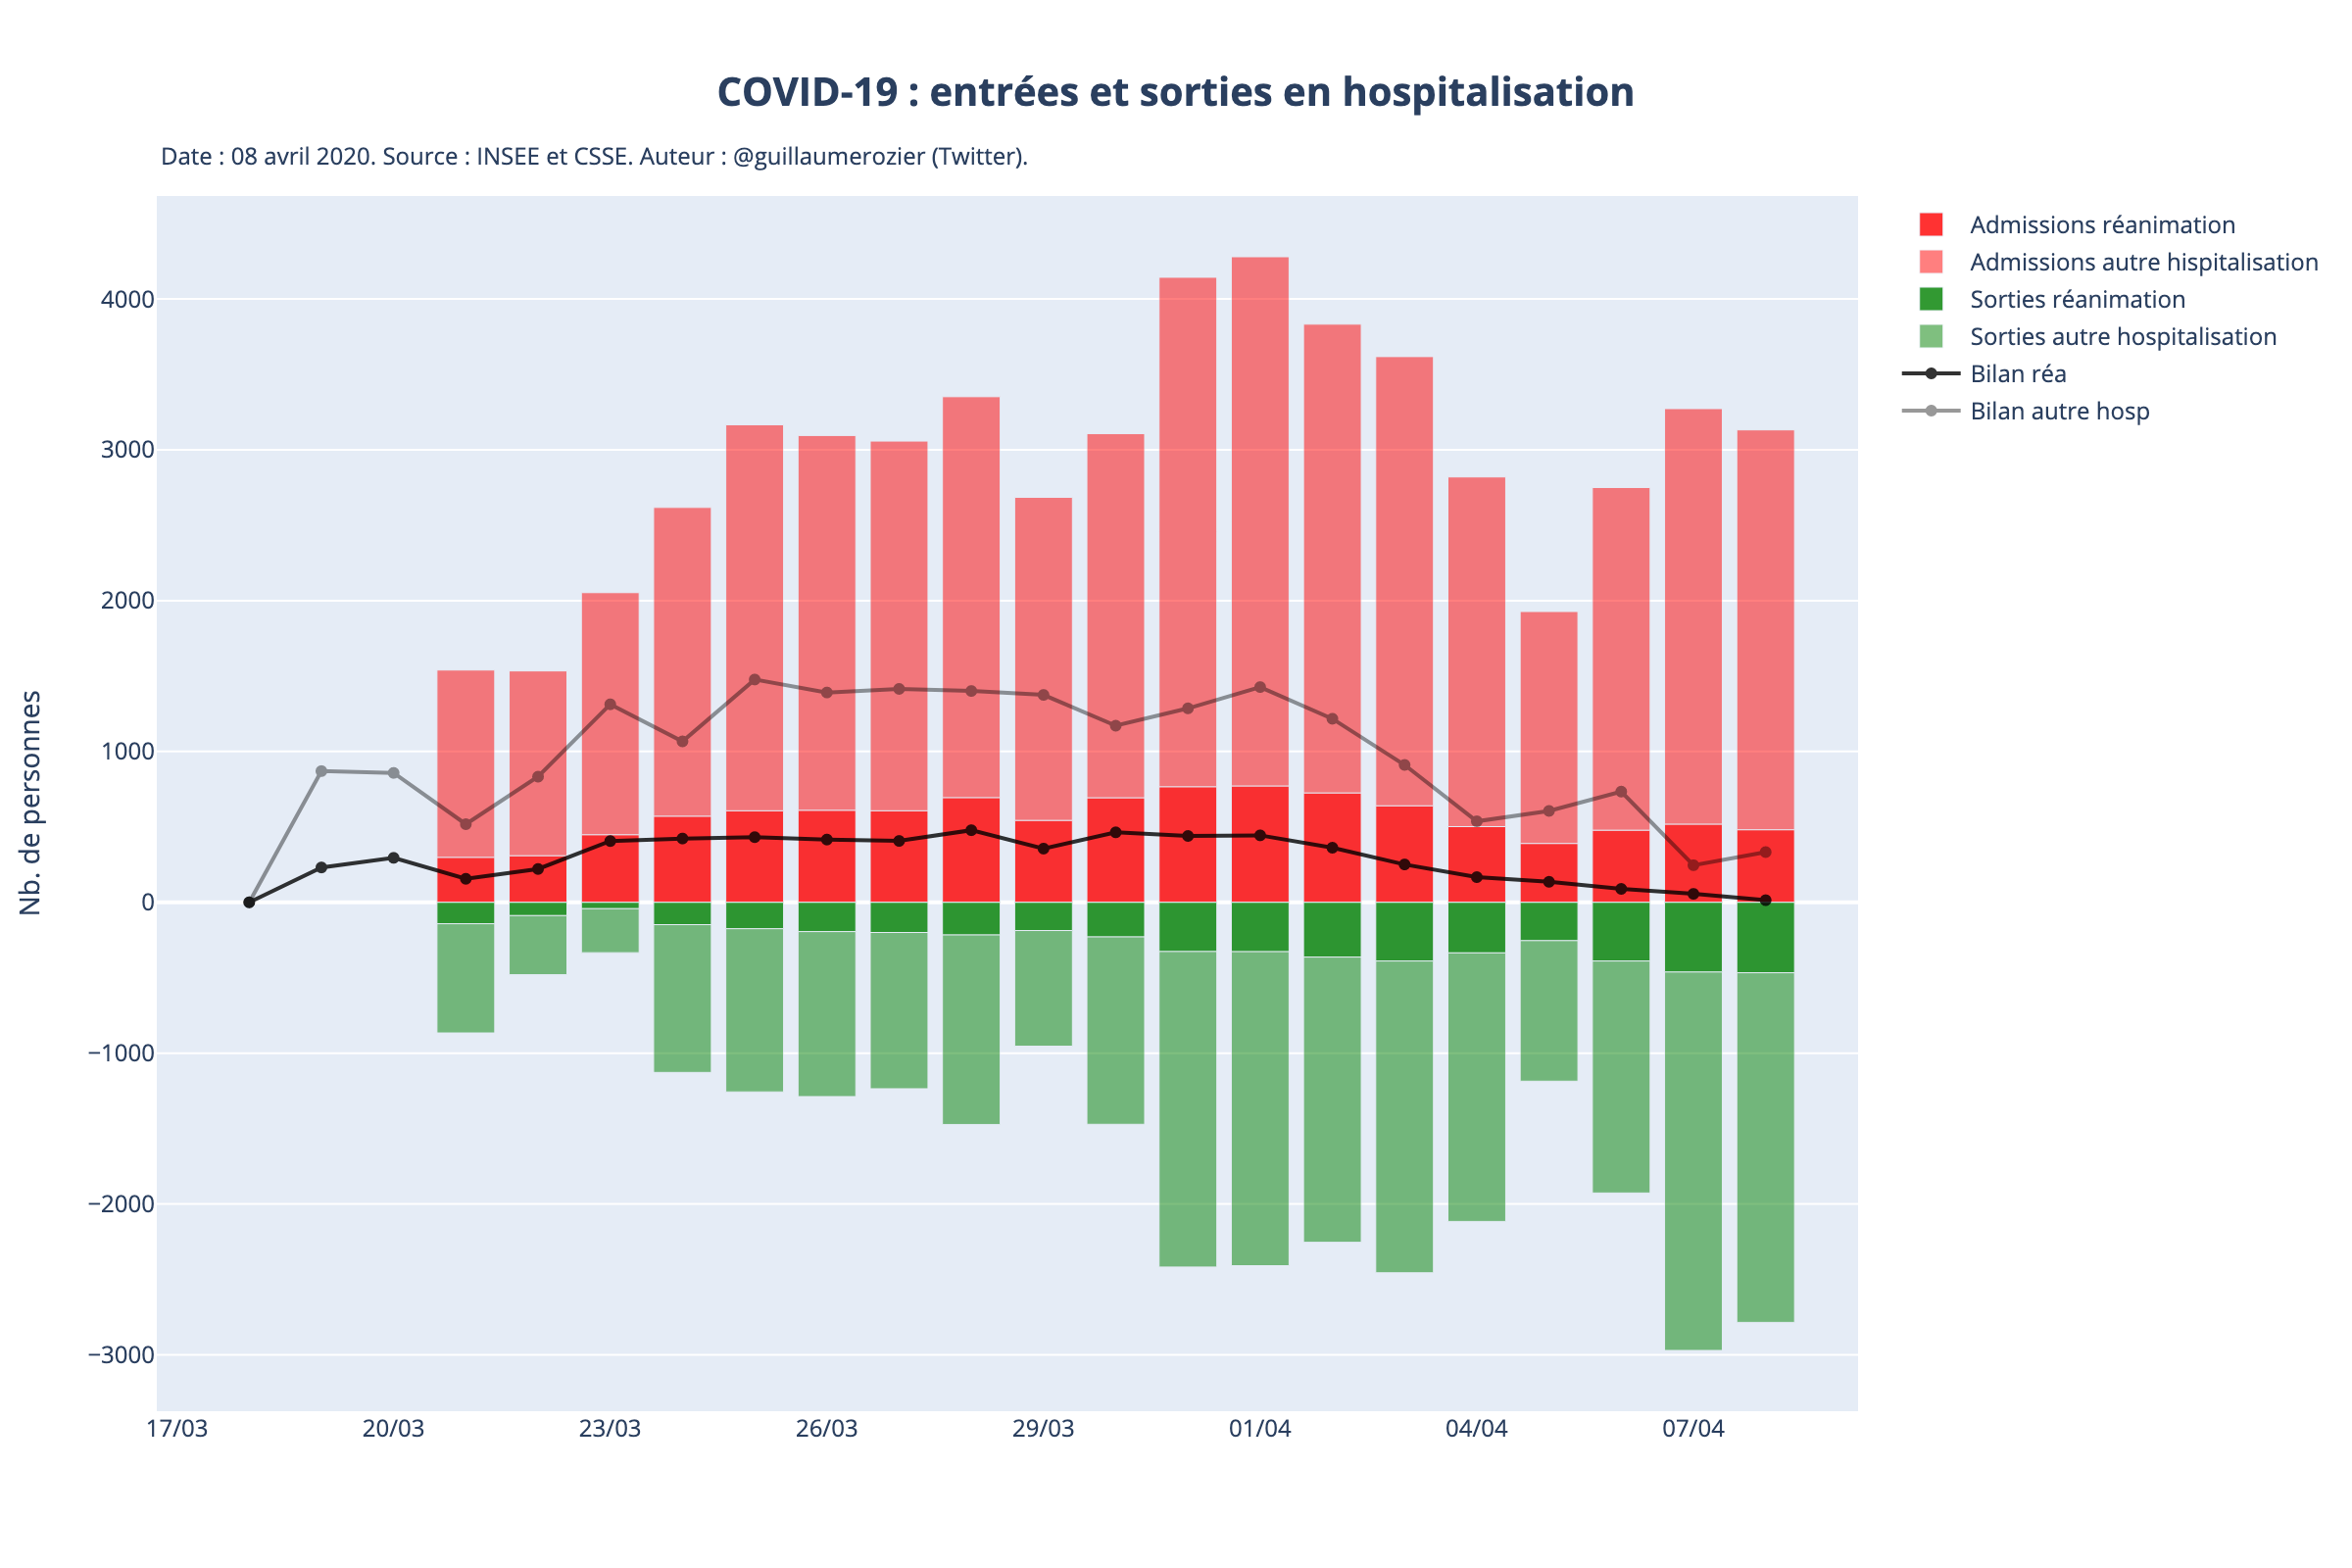 COVID-19 : entrées et sorties en hospitalisation
Date : 08 avril 2020. Source : INSEE et CSSE. Auteur : @guillaumerozier (Twitter).
Admissions réanimation
Admissions autre hispitalisation
Sorties réanimation
Sorties autre hospitalisation
Bilan réa
Bilan autre hosp
Nb. de personnes
4000
3000
2000
1000
0
−1000
−2000
−3000
17/03
20/03
23/03
26/03
29/03
01/04
04/04
07/04